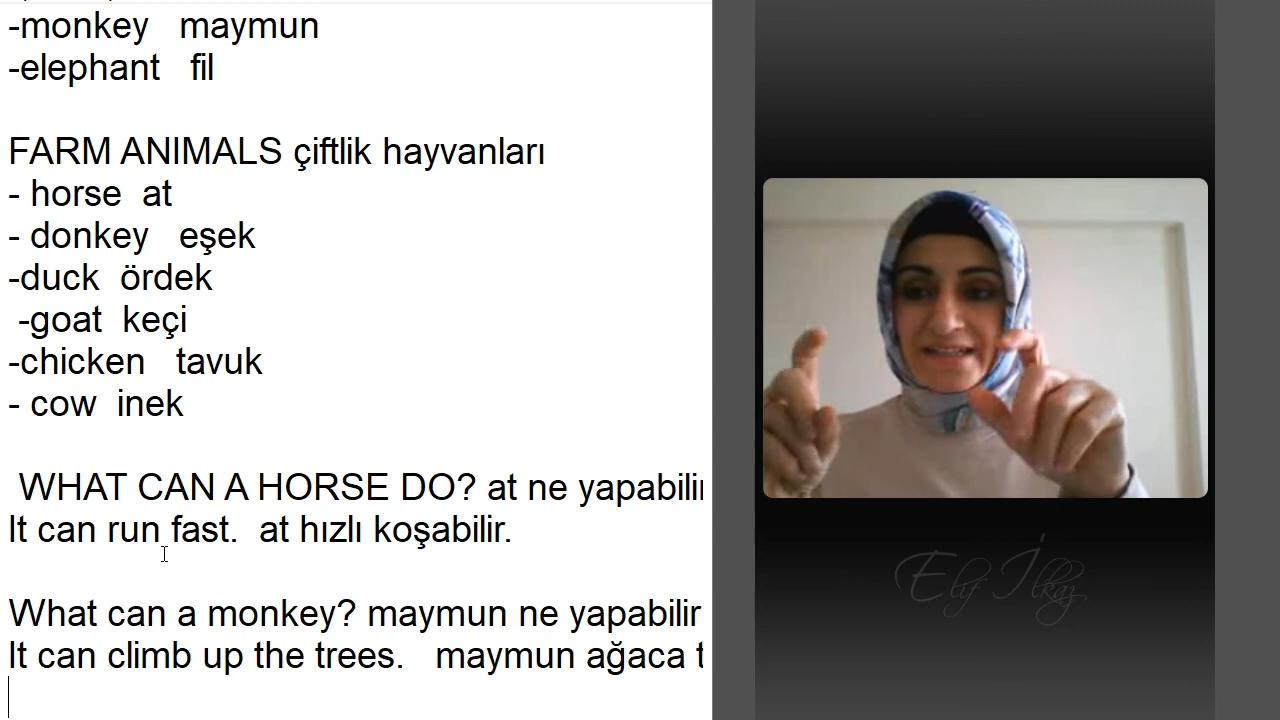 -monkey maymun
-elephant fil
FARM ANIMALS çiftlik hayvanları
- horse at
- donkey eşek
-duck ördek
-goat keçi
-chicken tavuk
- cow inek
WHAT CAN A HORSE DO? at ne yapabilir
It can run fast. at hızlı koşabilir.
What can a monkey? maymun ne yapabilir
It can climb up the trees. maymun ağaca t
Elif İlkaz